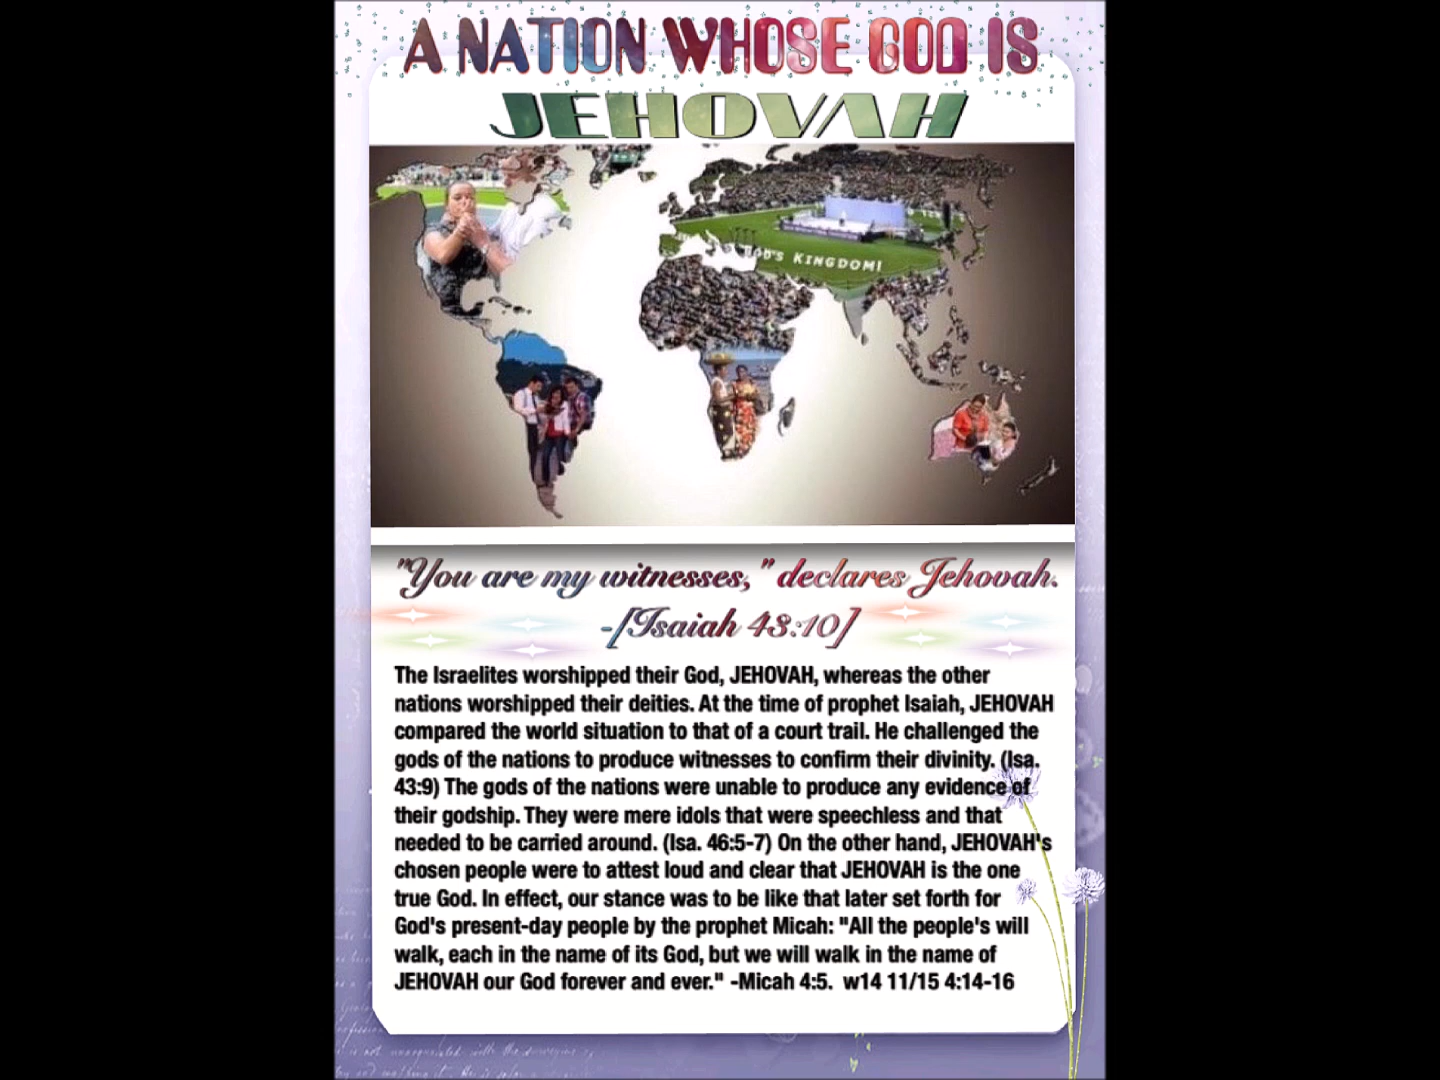 A NATION WHOSE GOD IS
JEHOVAH
GOD'S KINGDOM!
"You are my witnesses," declares Jehovah.
-[Isaiah 43:10]
The Israelites worshipped their God, JEHOVAH, whereas the other
nations worshipped their deities. At the time of prophet Isaiah, JEHOVAH
compared the world situation to that of a court trail. He challenged the
gods of the nations to produce witnesses to confirm their divinity. (Isa.
43:9) The gods of the nations were unable to produce any evidence of
their godship. They were mere idols that were speechless and that
needed to be carried around. (Isa. 46:5-7) On the other hand, JEHOVAH's
chosen people were to attest loud and clear that JEHOVAH is the one
true God. In effect, our stance was to be like that later set forth for
God's present-day people by the prophet Micah: "All the people's will
walk, each in the name of its God, but we will walk in the name of
JEHOVAH our God forever and ever." -Micah 4:5. w14 11/15 4:14-16